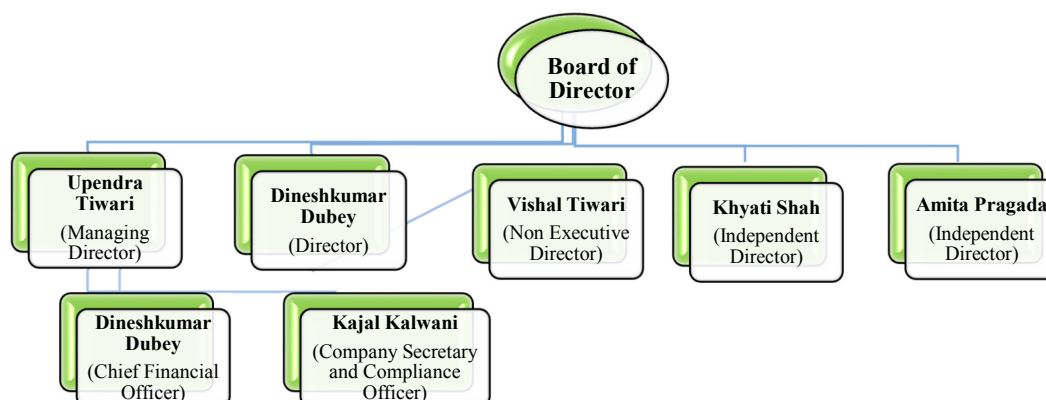 Board of
Director
Upendra
Tiwari
(Managing
Director)
Dineshkumar
Dubey
(Director)
Vishal Tiwari
(Non Executive
Director)
Khyati Shah
(Independent
Director)
Amita Pragada
(Independent
Director)
Dineshkumar
Dubey
(Chief Financial
Officer)
Kajal Kalwani
(Company Secretary
and Compliance
Officer)